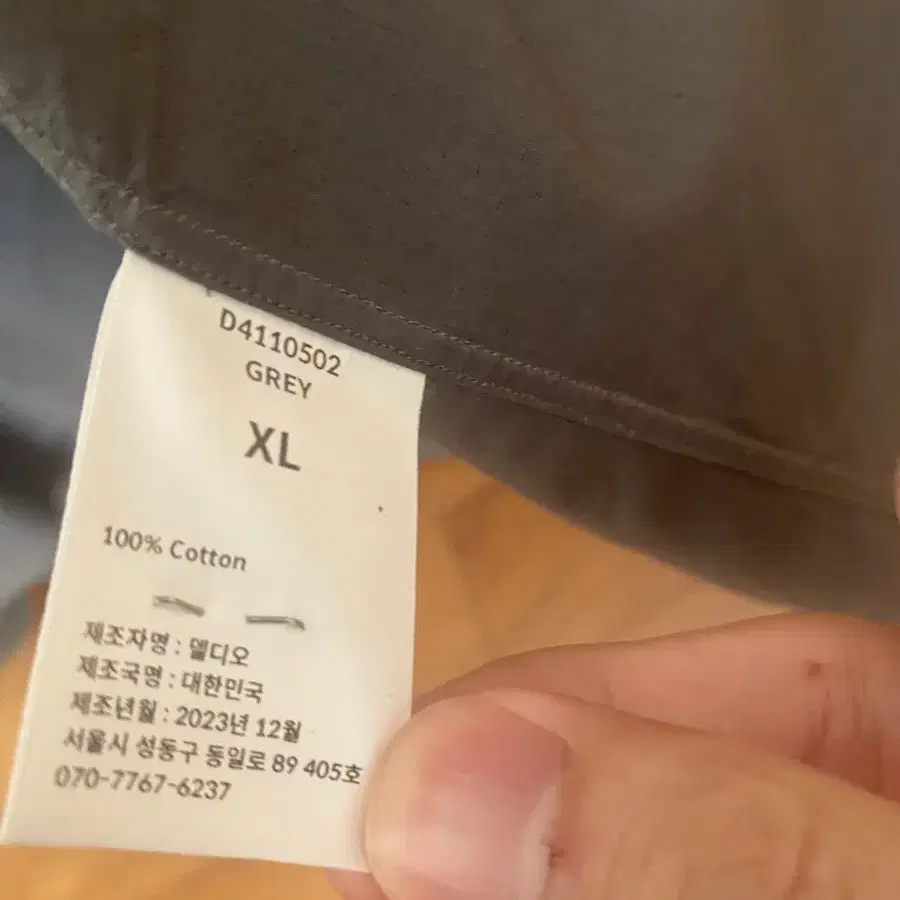 D4110502
GREY
XL
100% Cotton
제조자명 : 델디오
제조국명 : 대한민국
제조년월 : 2023년 12월
서울시 성동구 동일로 89 405호
070-7767-6237